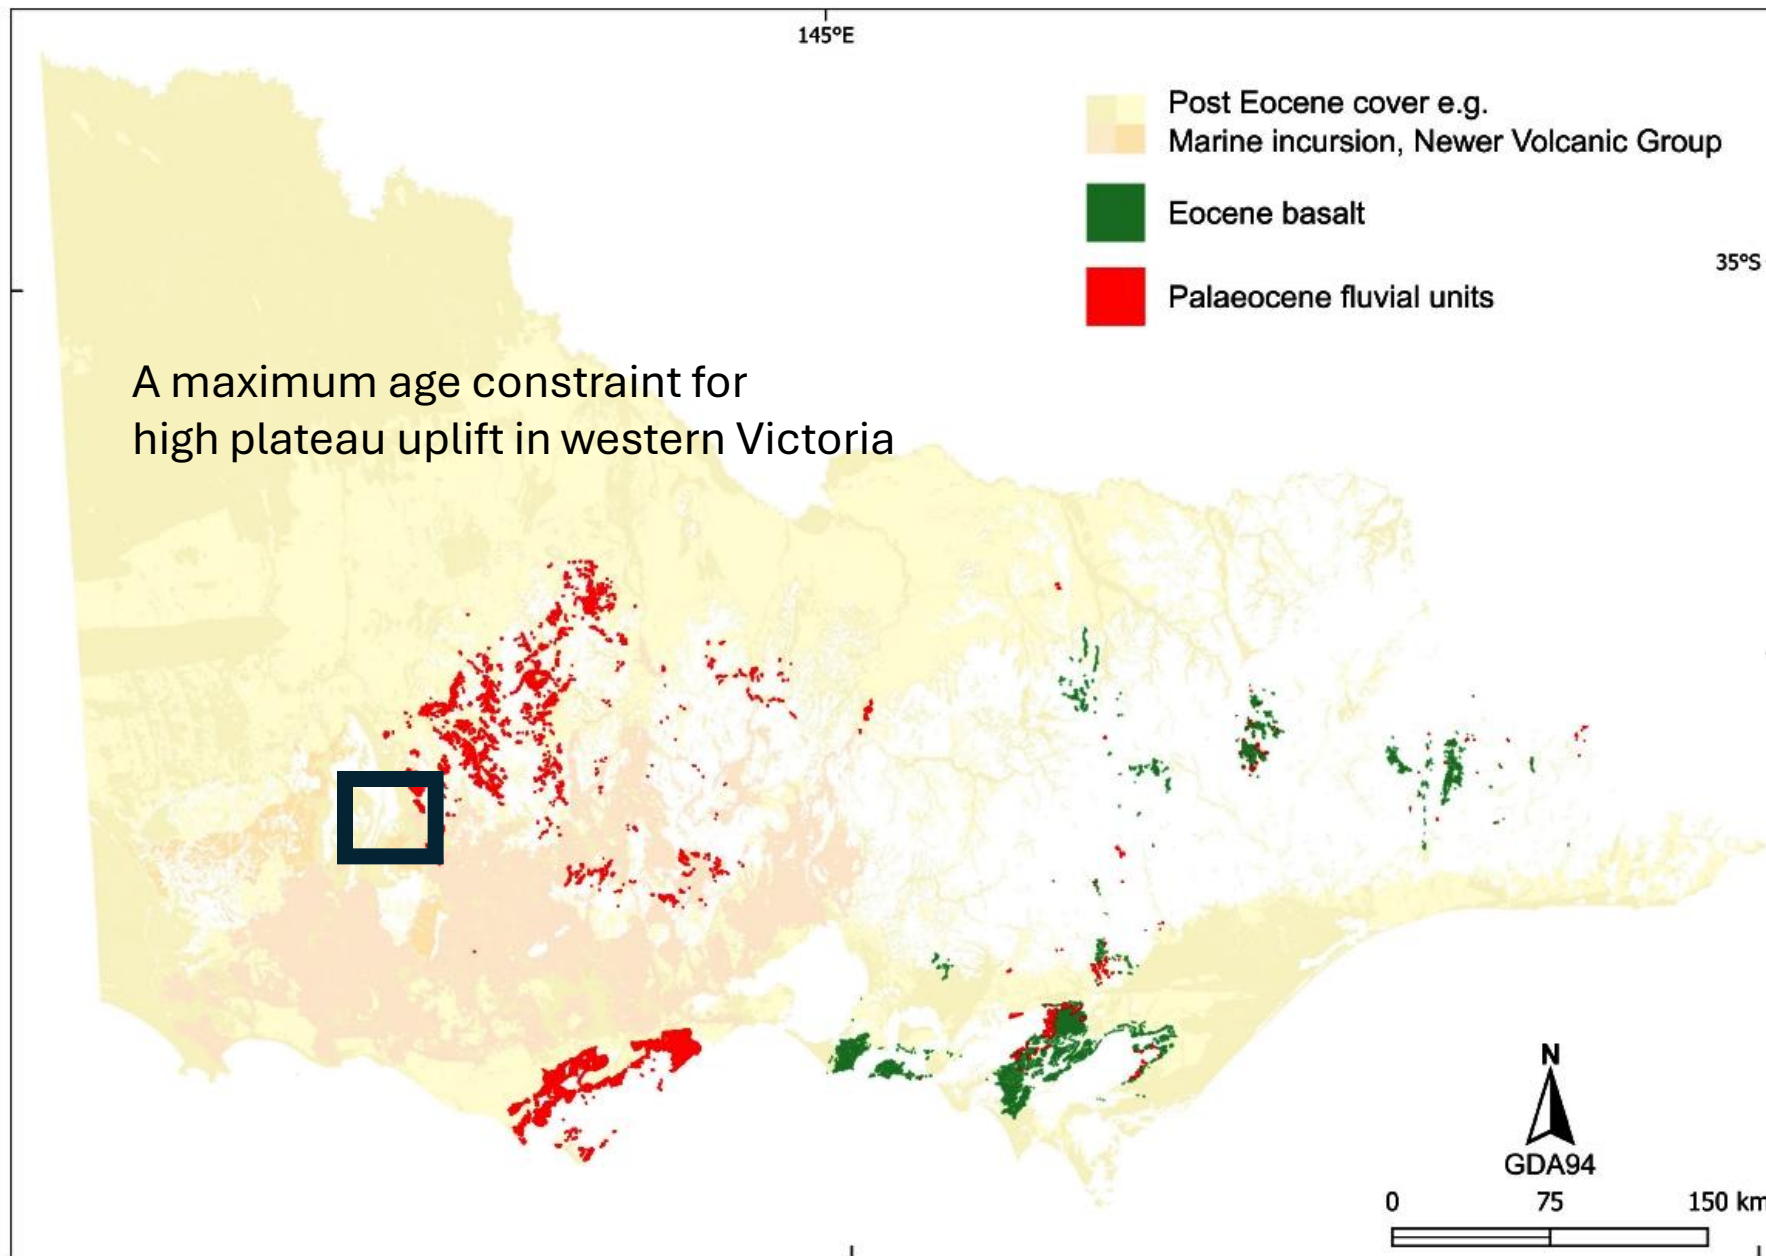 145°E
Post Eocene cover e.g.
Marine incursion, Newer Volcanic Group
Eocene basalt
35°S
Palaeocene fluvial units
A maximum age constraint for
high plateau uplift in western Victoria
N
GDA94
0 75 150 km